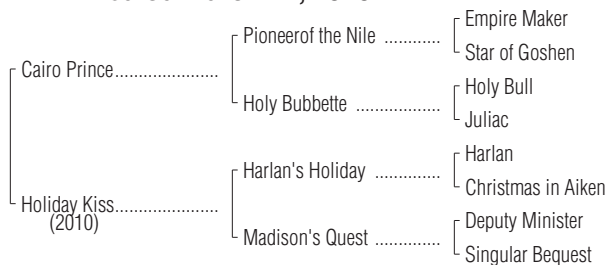 Empire Maker
Pioneerof the Nile ............
Star of Goshen
Cairo Prince......................
Holy Bull
Holy Bubbette ..................
Juliac
Harlan
Harlan's Holiday ..............
Christmas in Aiken
Holiday Kiss......................
(2010)
Deputy Minister
Madison's Quest ..............
Singular Bequest